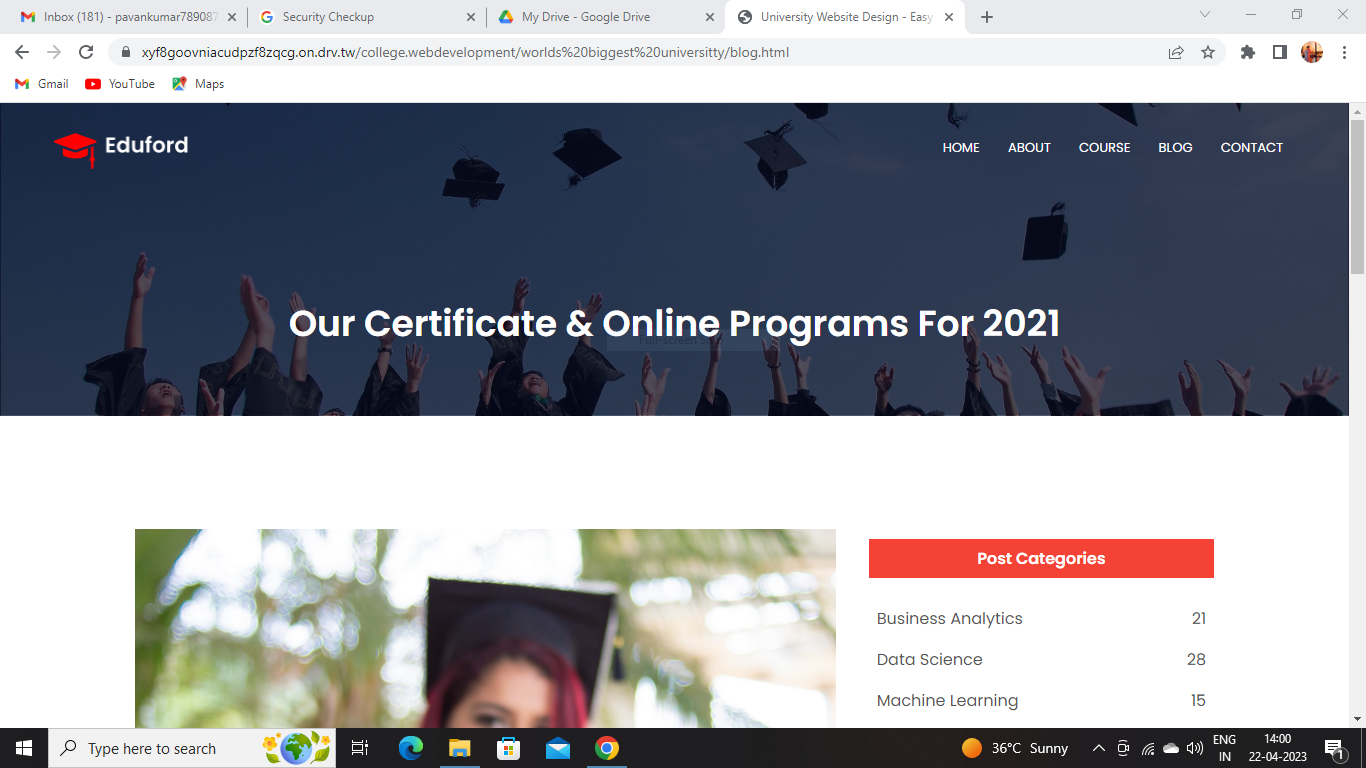 Inbox (181) - pavankumar789087
Security Checkup
My Drive - Google Drive
University Website Design - Easy
xyf8goovniacudpzf8zqcg.on.drv.tw/college.webdevelopment/worlds%20biggest%20universitty/blog.html
Gmail
YouTube
Maps
Eduford
HOME
ABOUT
COURSE
BLOG
CONTACT
Our Certificate & Online Programs For 2021
Post Categories
Business Analytics 21
Data Science 28
Machine Learning 15
Type here to search
36°C Sunny
ENG
IN
14:00
22-04-2023
1